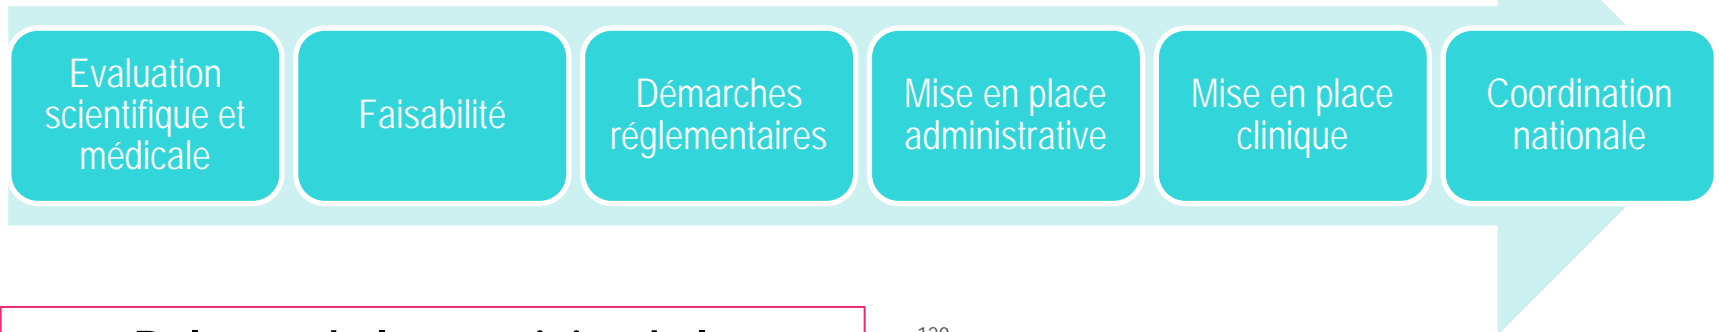 Evaluation
scientifique et
médicale
Faisabilité
Démarches
réglementaires
Mise en place
administrative
Mise en place
clinique
Coordination
nationale